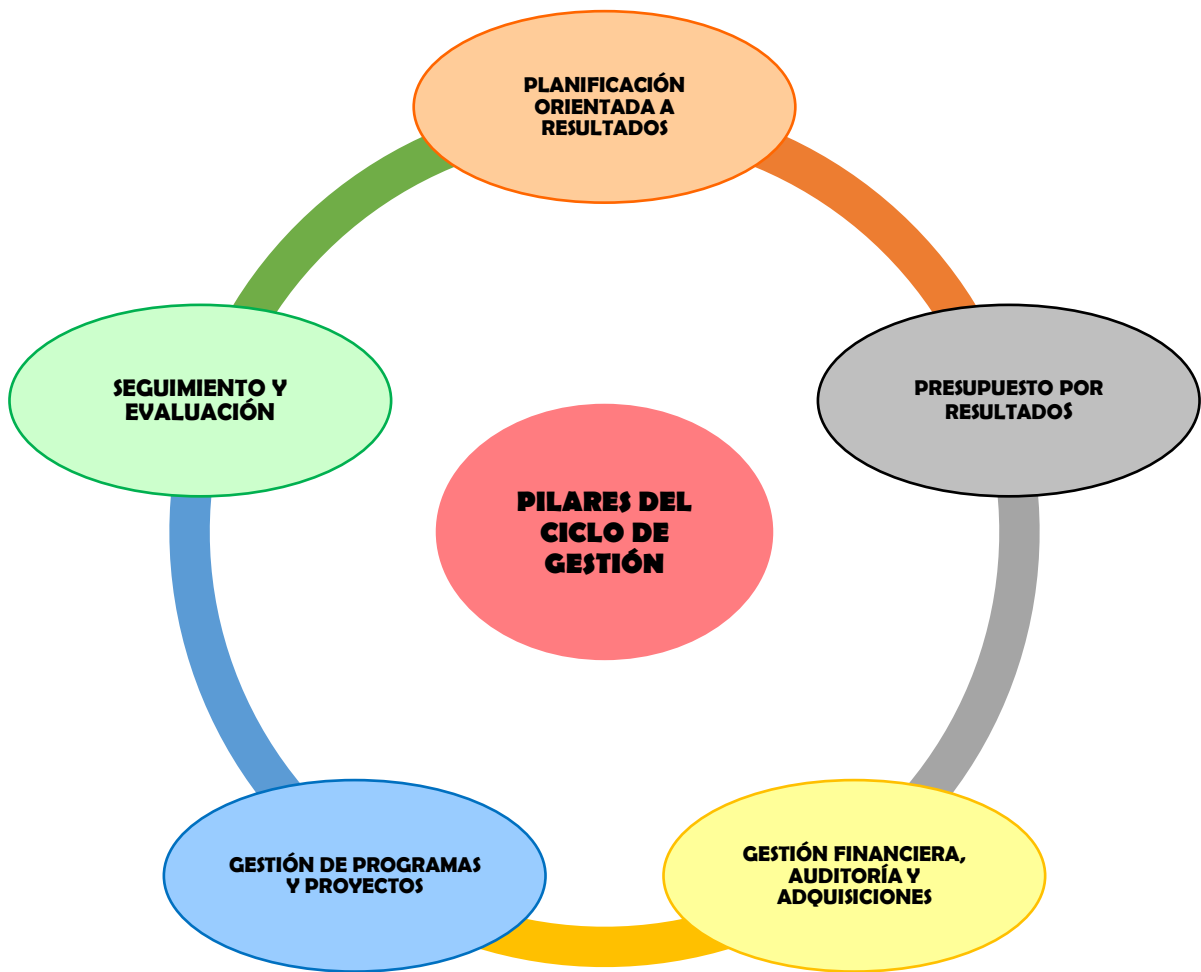 PLANIFICACIÓN
ORIENTADA A
RESULTADOS
PRESUPUESTO POR
RESULTADOS
GESTIÓN FINANCIERA,
AUDITORÍA Y
ADQUISICIONES
GESTIÓN DE PROGRAMAS
Y PROYECTOS
SEGUIMIENTO Y
EVALUACIÓN
PILARES DEL
CICLO DE
GESTIÓN